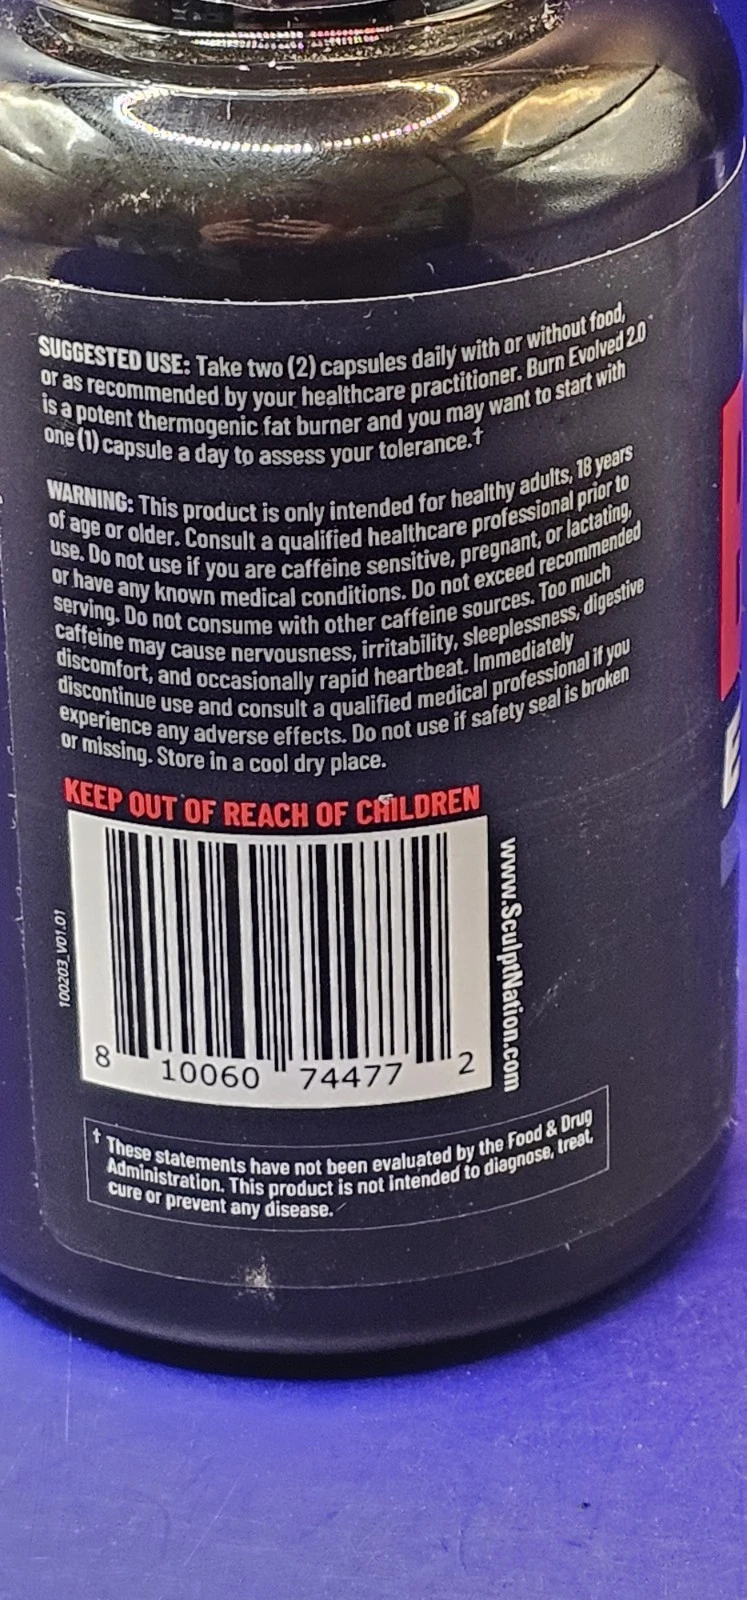 SUGGESTED USE: Take two (2) capsules daily with or without food,
or as recommended by your healthcare practitioner. Burn Evolved 2.0
is a potent thermogenic fat burner and you may want to start with
one (1) capsule a day to assess your tolerance.†
WARNING: This product is only intended for healthy adults, 18 years
of age or older. Consult a qualified healthcare professional prior to
use. Do not use if you are caffeine sensitive, pregnant, or lactating,
or have any known medical conditions. Do not exceed recommended
serving. Do not consume with other caffeine sources. Too much
caffeine may cause nervousness, irritability, sleeplessness, digestive
discomfort, and occasionally rapid heartbeat. Immediately
discontinue use and consult a qualified medical professional if you
experience any adverse effects. Do not use if safety seal is broken
or missing. Store in a cool dry place.
KEEP OUT OF REACH OF CHILDREN
100203_V01.01
8 10060 74477 2
www.SculptNation.com
† These statements have not been evaluated by the Food & Drug
Administration. This product is not intended to diagnose, treat,
cure or prevent any disease.